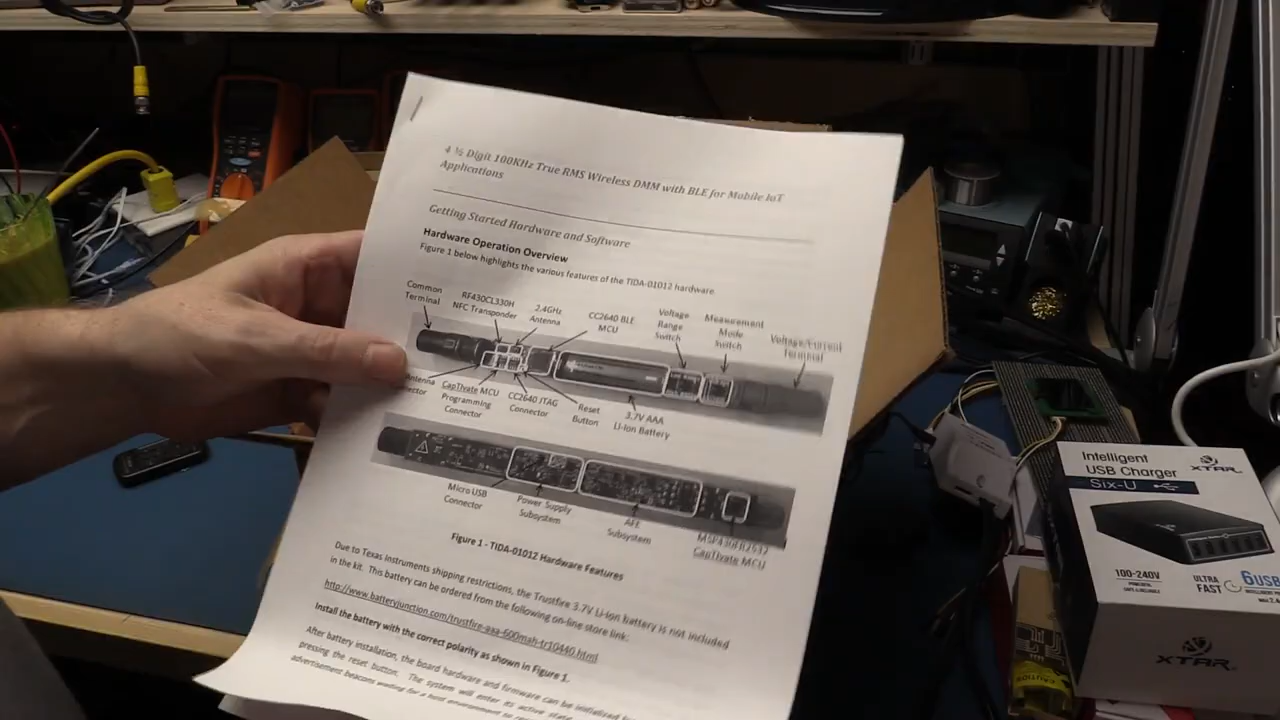 4 ½ Digit 100KHz True RMS Wireless DMM with BLE for Mobile IoT
Applications
Getting Started Hardware and Software
Hardware Operation Overview
Figure 1 below highlights the various features of the TIDA-01012 hardware.
Common
Terminal
RF430CL330H
NFC Transponder
2.4GHz
Antenna
CC2640 BLE
MCU
Voltage
Range
Switch
Measurement
Mode
Switch
Voltage/Current
Terminal
Antenna
CapTIvate MCU
Programming
Connector
CC2640 JTAG
Connector
Reset
Button
3.7V AAA
Li-Ion Battery
Micro USB
Connector
Power Supply
Subsystem
AFE
Subsystem
MSP430FR2532
CapTIvate MCU
Figure 1 - TIDA-01012 Hardware Features
Due to Texas Instruments shipping restrictions, the Trustfire 3.7V Li-Ion battery is not included
in the kit. This battery can be ordered from the following on-line store link:
http://www.batteryjunction.com/trustfire-aaa-600mah-tr10440.html
Install the battery with the correct polarity as shown in Figure 1.
After battery installation, the board hardware and firmware can be initialized
pressing the reset button. The system will enter its active state
advertisement beacons waiting for a host environment to
Intelligent
USB Charger
Six-U
XTAR
100-240V
ULTRA
FAST
6USB
XTAR
CAUTION